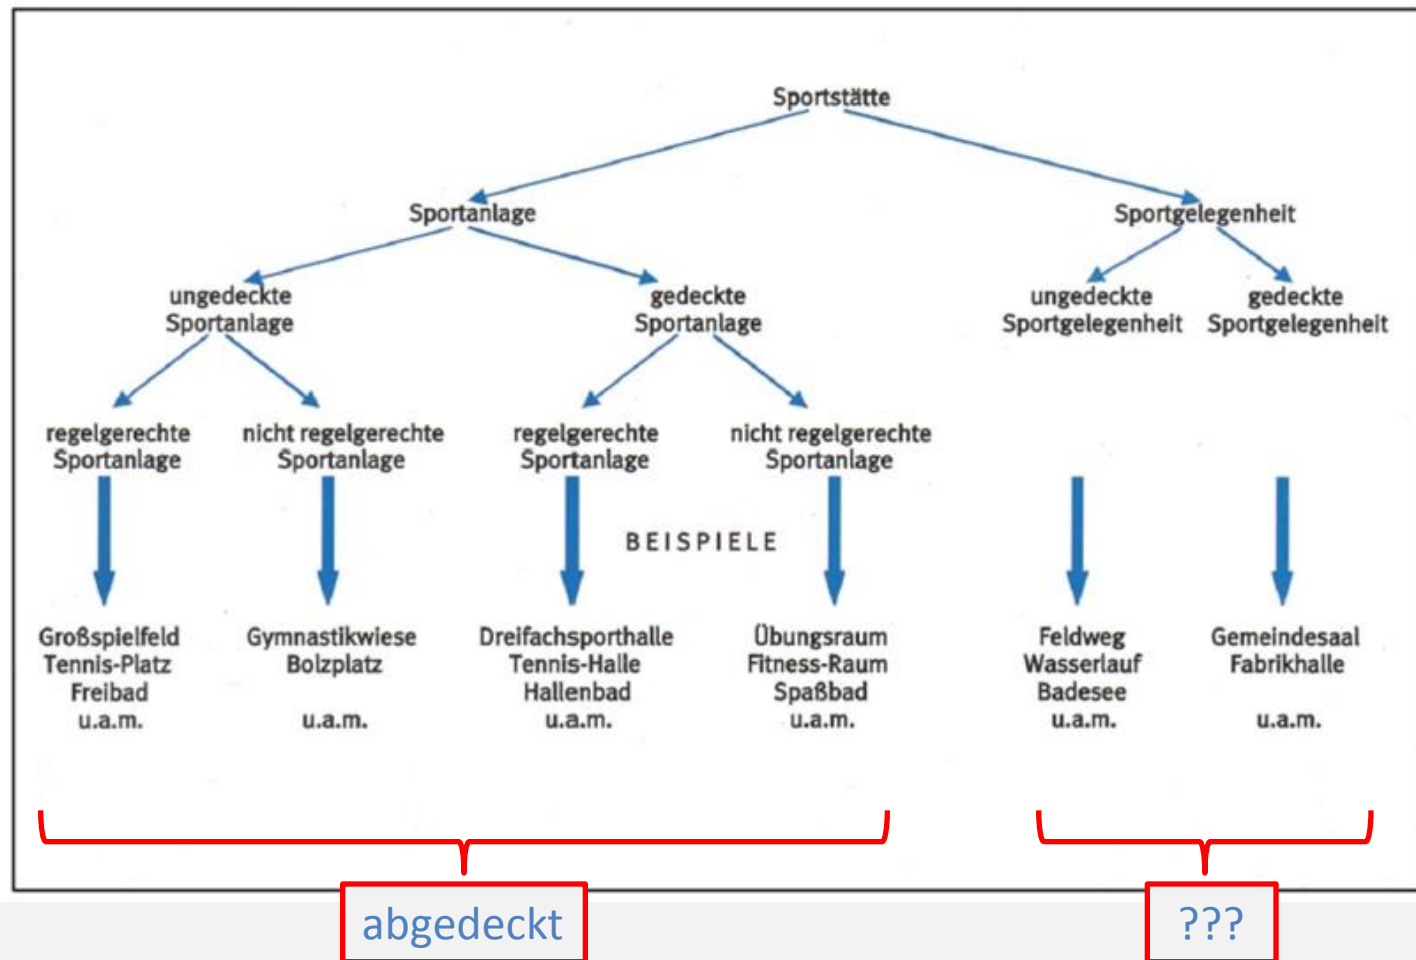 Sportstätte
Sportanlage
Sportgelegenheit
ungedeckte
Sportanlage
gedeckte
Sportanlage
ungedeckte
Sportgelegenheit
gedeckte
Sportgelegenheit
regelgerechte
Sportanlage
nicht regelgerechte
Sportanlage
regelgerechte
Sportanlage
nicht regelgerechte
Sportanlage
BEISPIELE
Großspielfeld
Tennis-Platz
Freibad
u.a.m.
Gymnastikwiese
Bolzplatz
u.a.m.
Dreifachsporthalle
Tennis-Halle
Hallenbad
u.a.m.
Übungsraum
Fitness-Raum
Spaßbad
u.a.m.
Feldweg
Wasserlauf
Badesee
u.a.m.
Gemeindesaal
Fabrikhalle
u.a.m.
abgedeckt
???